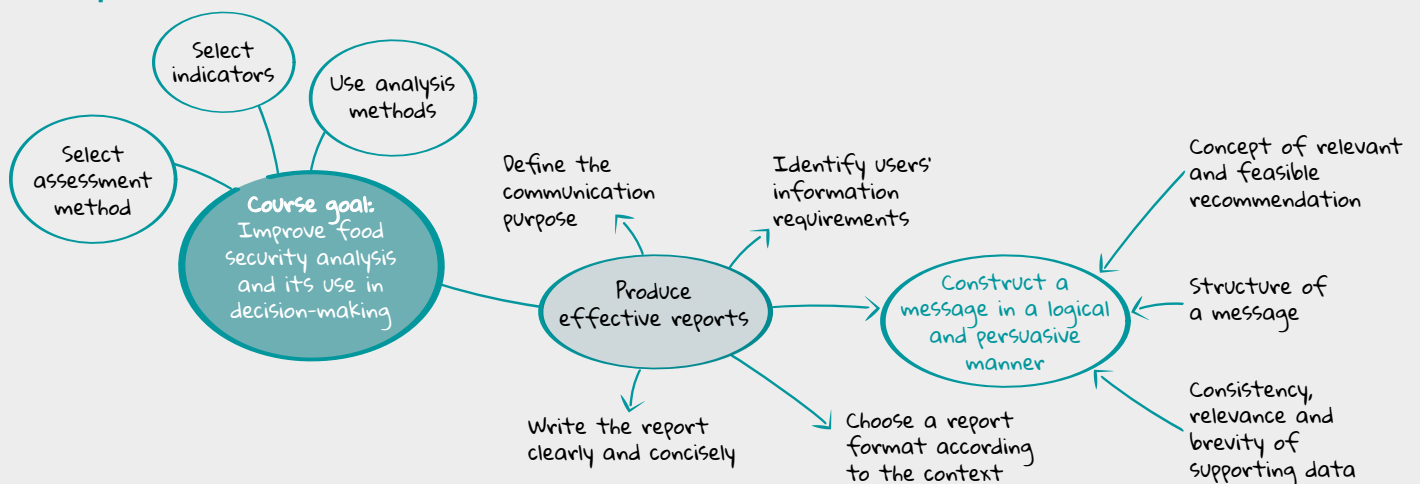 Select
indicators
Use analysis
methods
Select
assessment
method
Course goal:
Improve food
security analysis
and its use in
decision-making
Define the
communication
purpose
Identify users'
information
requirements
Produce
effective reports
Write the report
clearly and concisely
Choose a report
format according
to the context
Construct a
message in a logical
and persuasive
manner
Concept of relevant
and feasible
recommendation
Structure of
a message
Consistency,
relevance and
brevity of
supporting data